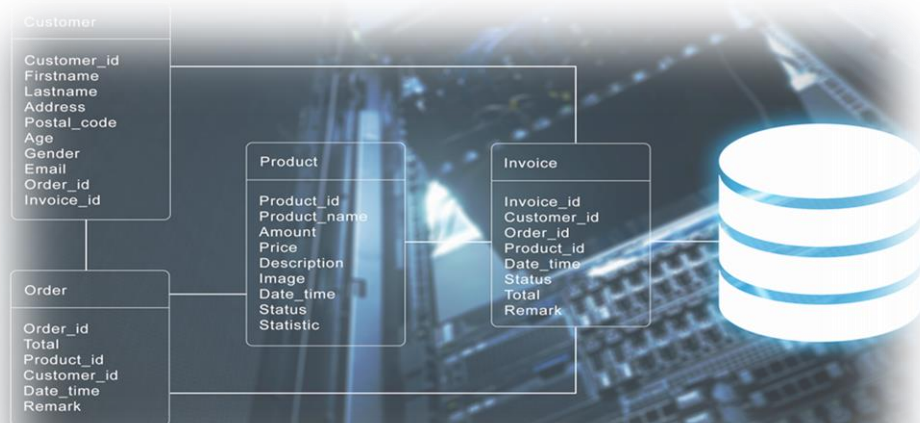 Customer
Customer_id
Firstname
Lastname
Address
Postal_code
Age
Gender
Email
Order_id
Invoice_id
Product
Product_id
Product_name
Amount
Price
Description
Image
Date_time
Status
Statistic
Invoice
Invoice_id
Customer_id
Order_id
Product_id
Date_time
Status
Total
Remark
Order
Order_id
Total
Product_id
Customer_id
Date_time
Remark